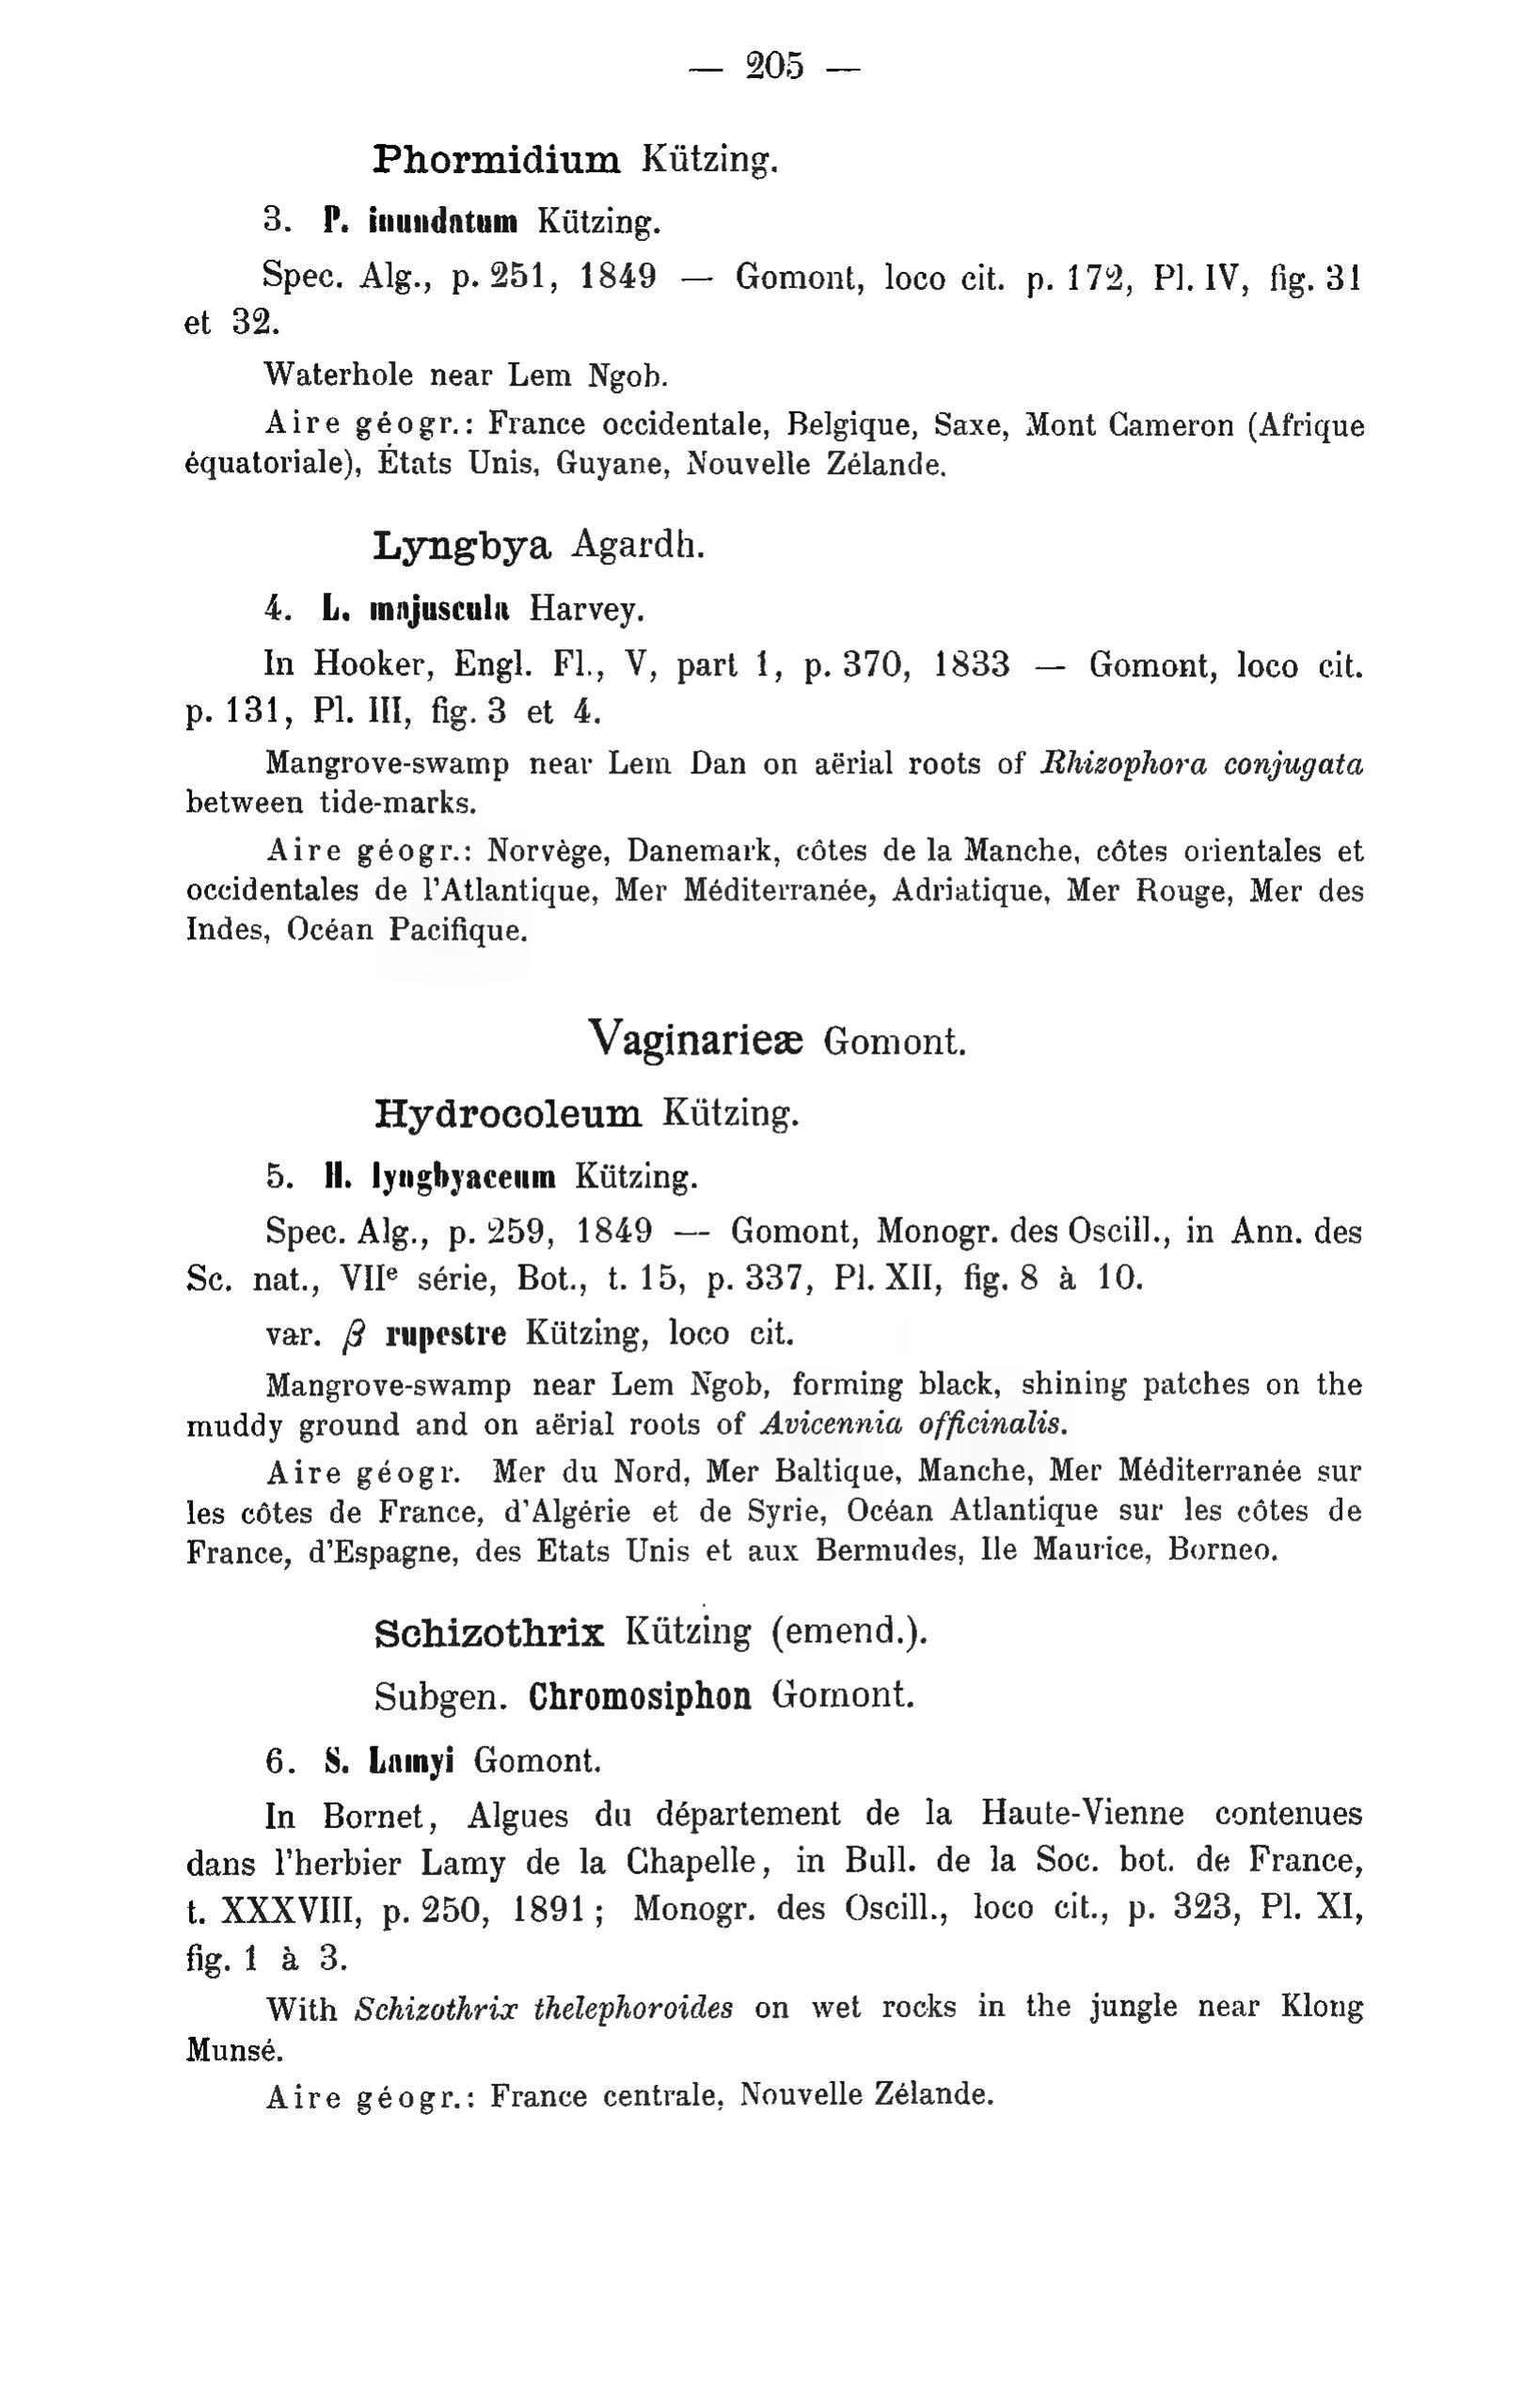 — 205 —
Phormidium Kützing.
3. P. inundatum Kützing.
Spec. Alg., p. 251, 1849 — Gomont, loco cit. p. 172, Pl. IV, fig. 31
et 32.
Waterhole near Lem Ngob.
Aire géogr.: France occidentale, Belgique, Saxe, Mont Cameron (Afrique
équatoriale), États Unis, Guyane, Nouvelle Zélande.
Lyngbya Agardh.
4. L. majuscula Harvey.
In Hooker, Engl. Fl., V, part 1, p. 370, 1833 — Gomont, loco cit.
p. 131, Pl. III, fig. 3 et 4.
Mangrove-swamp near Lem Dan on aërial roots of Rhizophora conjugata
between tide-marks.
Aire géogr.: Norvège, Danemark, côtes de la Manche, côtes orientales et
occidentales de l'Atlantique, Mer Méditerranée, Adriatique, Mer Rouge, Mer des
Indes, Océan Pacifique.
Vaginarieæ Gomont.
Hydrocoleum Kützing.
5. H. lyngbyaceum Kützing.
Spec. Alg., p. 259, 1849 — Gomont, Monogr. des Oscill., in Ann. des
Sc. nat., VIIe série, Bot., t. 15, p. 337, Pl. XII, fig. 8 à 10.
var. β rupestre Kützing, loco cit.
Mangrove-swamp near Lem Ngob, forming black, shining patches on the
muddy ground and on aërial roots of Avicennia officinalis.
Aire géogr. Mer du Nord, Mer Baltique, Manche, Mer Méditerranée sur
les côtes de France, d'Algérie et de Syrie, Océan Atlantique sur les côtes de
France, d'Espagne, des Etats Unis et aux Bermudes, Ile Maurice, Borneo.
Schizothrix Kützing (emend.).
Subgen. Chromosiphon Gomont.
6. S. Lamyi Gomont.
In Bornet, Algues du département de la Haute-Vienne contenues
dans l'herbier Lamy de la Chapelle, in Bull. de la Soc. bot. de France,
t. XXXVIII, p. 250, 1891; Monogr. des Oscill., loco cit., p. 323, Pl. XI,
fig. 1 à 3.
With Schizothrix thelephoroides on wet rocks in the jungle near Klong
Munsé.
Aire géogr.: France centrale, Nouvelle Zélande.